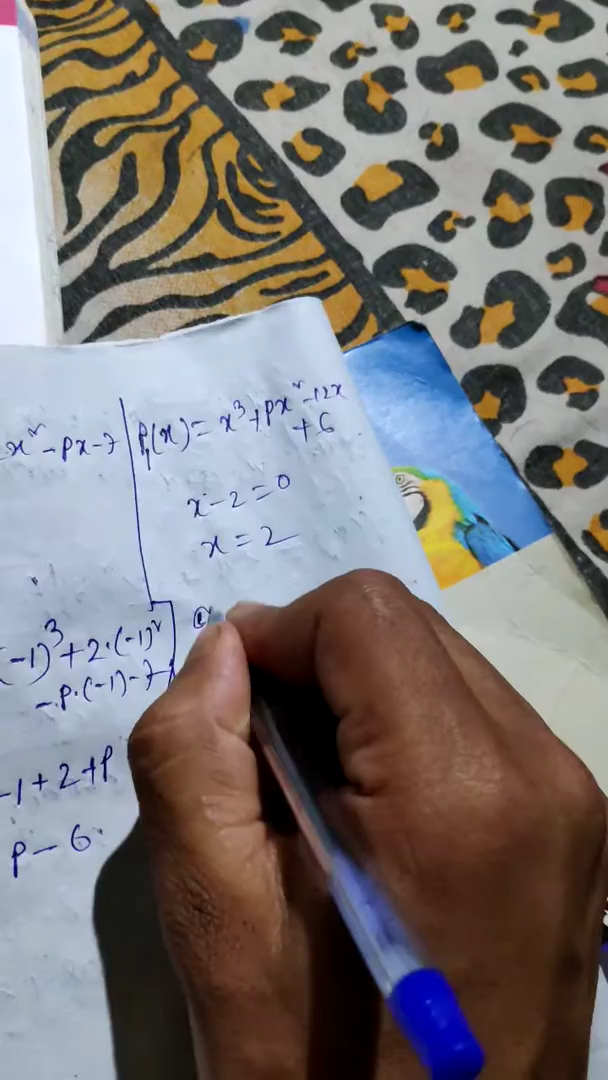 x² - px - 7
(-1)³ + 2·(-1)²
- p·(-1) - 7
-1 + 2 + p
p - 6
p₁(x) = x³ + px² - 12x
+ 6
x - 2 = 0
x = 2